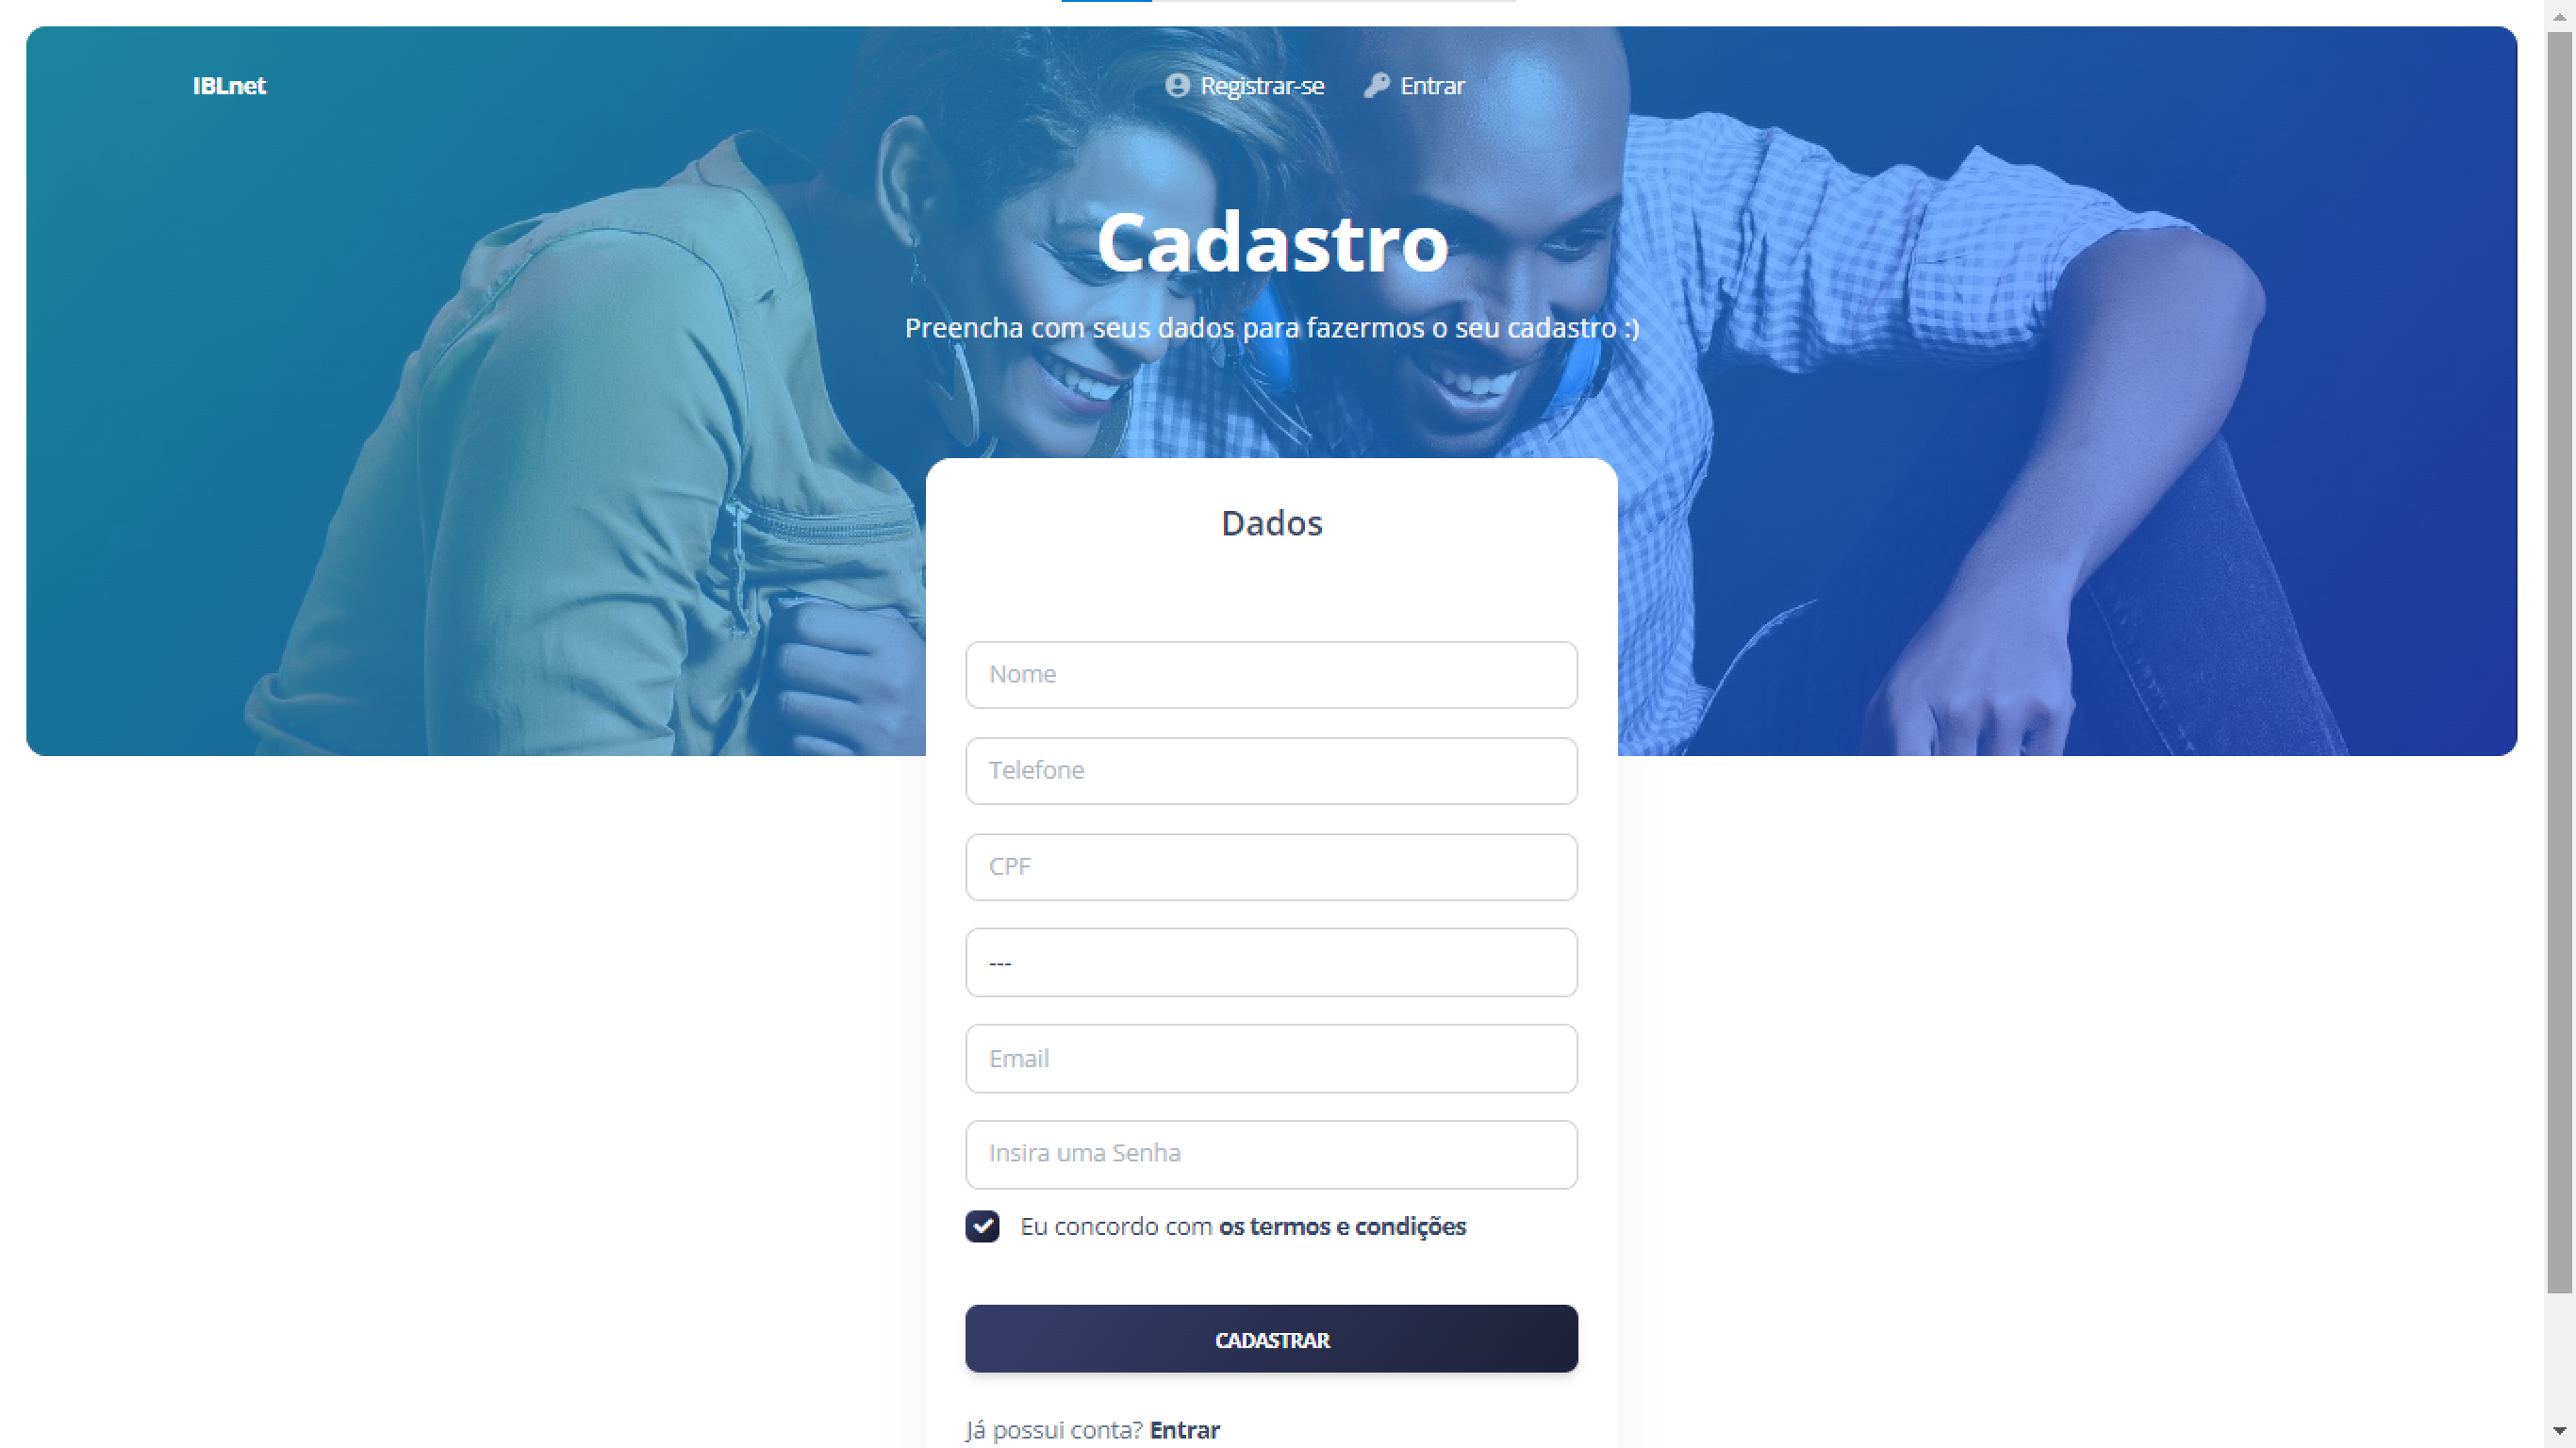 IBLnet
Registrar-se
Entrar
Cadastro
Preencha com seus dados para fazermos o seu cadastro :)
Dados
Nome
Telefone
CPF
---
Email
Insira uma Senha
Eu concordo com os termos e condições
CADASTRAR
Já possui conta? Entrar